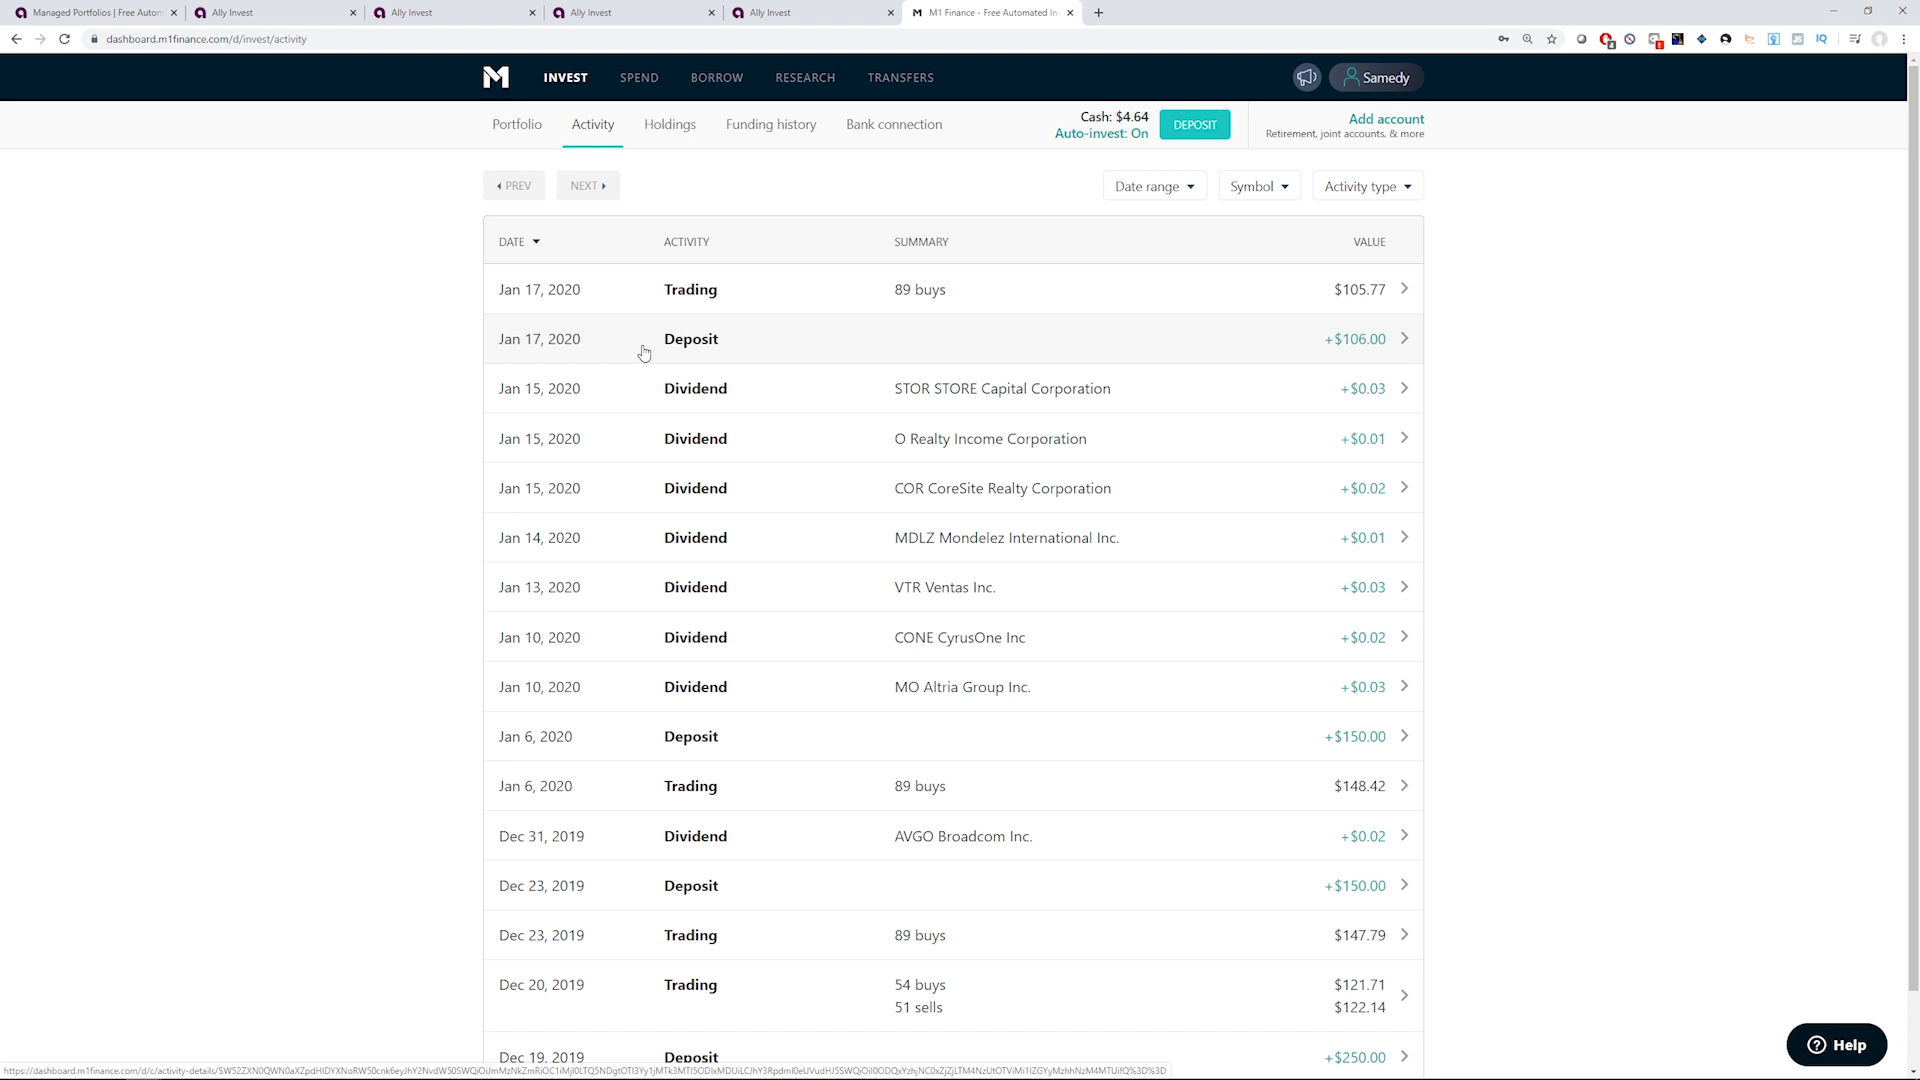 Managed Portfolios | Free Autom
Ally Invest
Ally Invest
Ally Invest
Ally Invest
M1 Finance - Free Automated In
dashboard.m1finance.com/d/invest/activity
INVEST SPEND BORROW RESEARCH TRANSFERS
Samedy
Portfolio Activity Holdings Funding history Bank connection
Cash: $4.64
Auto-invest: On
DEPOSIT
Add account
Retirement, joint accounts, & more
PREV NEXT
Date range Symbol Activity type
DATE ACTIVITY SUMMARY VALUE
Jan 17, 2020 Trading 89 buys $105.77
Jan 17, 2020 Deposit +$106.00
Jan 15, 2020 Dividend STOR STORE Capital Corporation +$0.03
Jan 15, 2020 Dividend O Realty Income Corporation +$0.01
Jan 15, 2020 Dividend COR CoreSite Realty Corporation +$0.02
Jan 14, 2020 Dividend MDLZ Mondelez International Inc. +$0.01
Jan 13, 2020 Dividend VTR Ventas Inc. +$0.03
Jan 10, 2020 Dividend CONE CyrusOne Inc +$0.02
Jan 10, 2020 Dividend MO Altria Group Inc. +$0.03
Jan 6, 2020 Deposit +$150.00
Jan 6, 2020 Trading 89 buys $148.42
Dec 31, 2019 Dividend AVGO Broadcom Inc. +$0.02
Dec 23, 2019 Deposit +$150.00
Dec 23, 2019 Trading 89 buys $147.79
Dec 20, 2019 Trading 54 buys $121.71
51 sells $122.14
Dec 19, 2019 Deposit +$250.00
Help